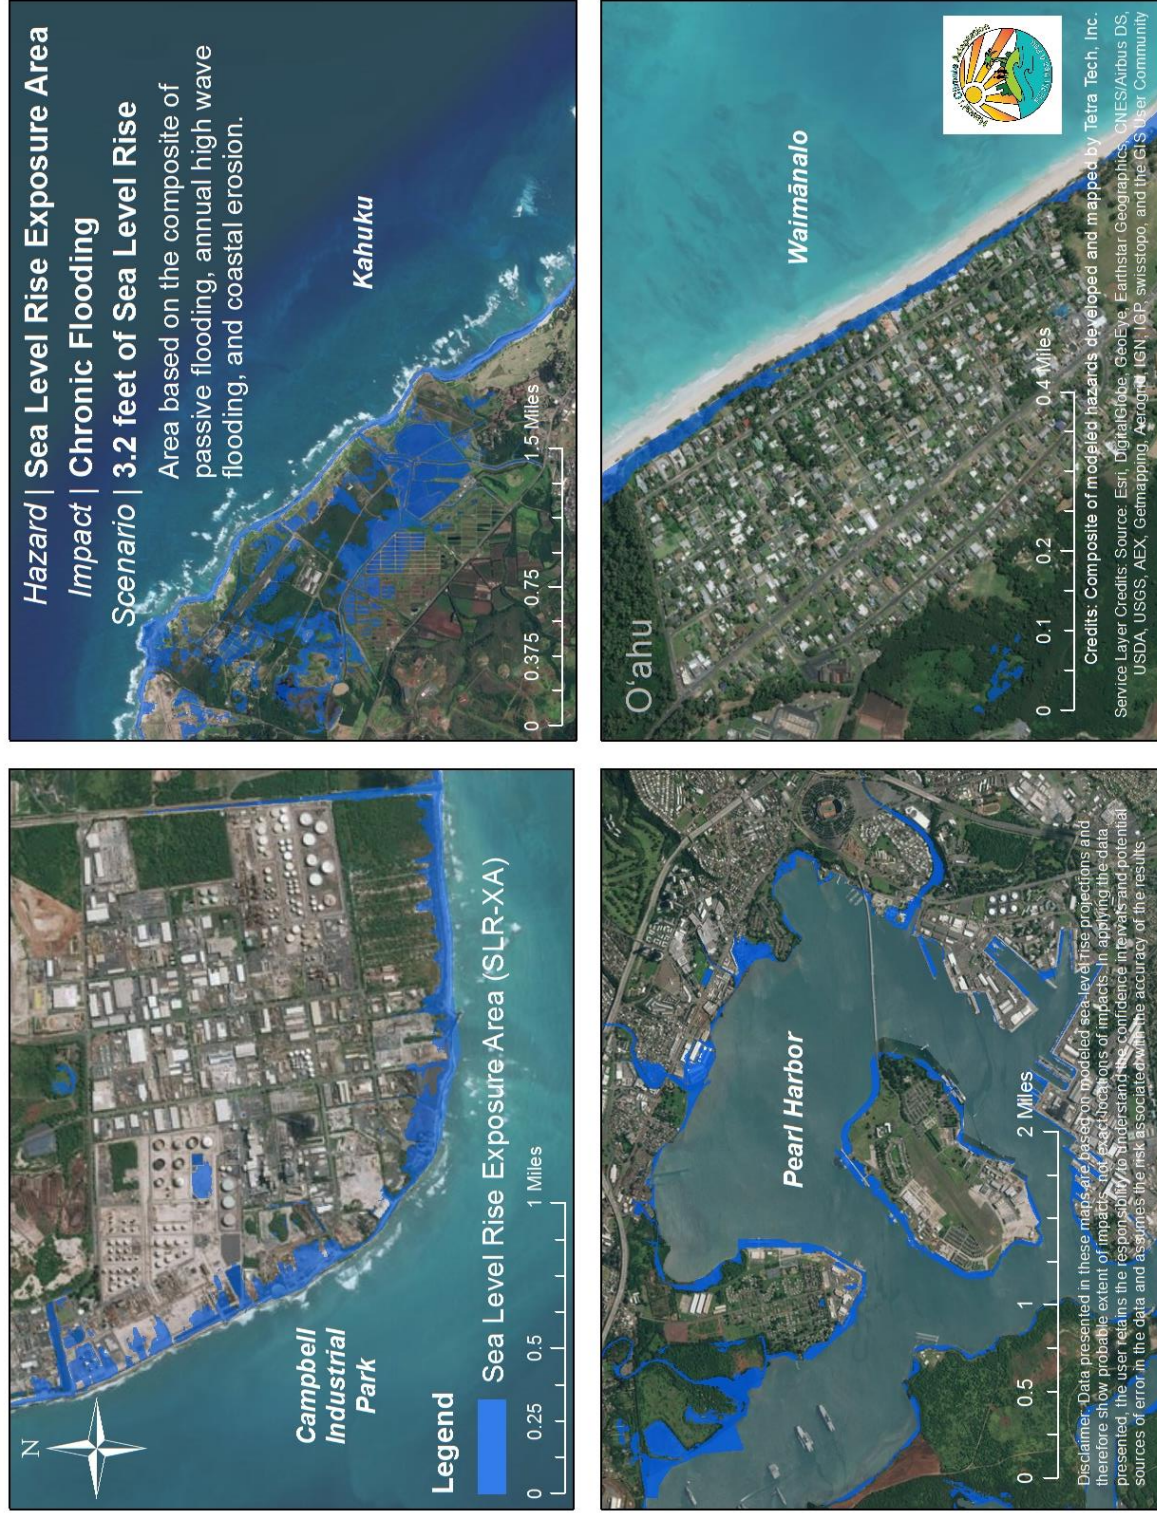 N
Campbell
Industrial
Park
Legend
Sea Level Rise Exposure Area (SLR-XA)
0 0.25 0.5 1 Miles
Hazard | Sea Level Rise Exposure Area
Impact | Chronic Flooding
Scenario | 3.2 feet of Sea Level Rise
Area based on the composite of
passive flooding, annual high wave
flooding, and coastal erosion.
Kahuku
0 0.375 0.75 1.5 Miles
Pearl Harbor
0 0.5 1 2 Miles
Disclaimer: Data presented in these maps are based on modeled sea-level rise projections and
therefore show probable extent of impacts, not exact locations of impacts. In applying the data
presented, the user retains the responsibility to understand the confidence intervals and potential
sources of error in the data and assumes the risk associated with the accuracy of the results •
Oʻahu
Waimānalo
0 0.1 0.2 0.4 Miles
Credits: Composite of modeled hazards developed and mapped by Tetra Tech, Inc.
Service Layer Credits: Source: Esri, DigitalGlobe, GeoEye, Earthstar Geographics, CNES/Airbus DS,
USDA, USGS, AEX, Getmapping, Aerogrid, IGN, IGP, swisstopo, and the GIS User Community